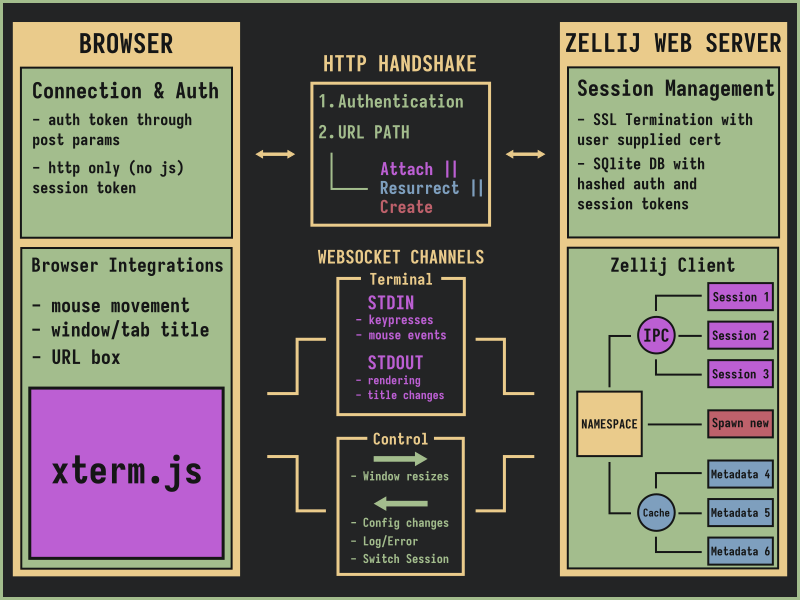 BROWSER
Connection & Auth
- auth token through
post params
- http only (no js)
session token
Browser Integrations
- mouse movement
- window/tab title
- URL box
xterm.js
HTTP HANDSHAKE
1.Authentication
2.URL PATH
Attach ||
Resurrect ||
Create
WEBSOCKET CHANNELS
Terminal
STDIN
- keypresses
- mouse events
STDOUT
- rendering
- title changes
Control
- Window resizes
- Config changes
- Log/Error
- Switch Session
ZELLIJ WEB SERVER
Session Management
- SSL Termination with
user supplied cert
- SQlite DB with
hashed auth and
session tokens
Zellij Client
Session 1
IPC
Session 2
Session 3
NAMESPACE
Spawn new
Metadata 4
Cache
Metadata 5
Metadata 6